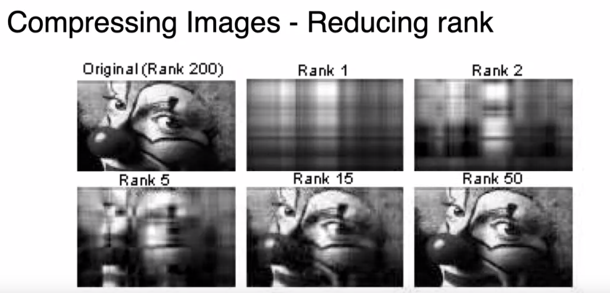 Compressing Images - Reducing rank
Original (Rank 200)
Rank 1
Rank 2
Rank 5
Rank 15
Rank 50